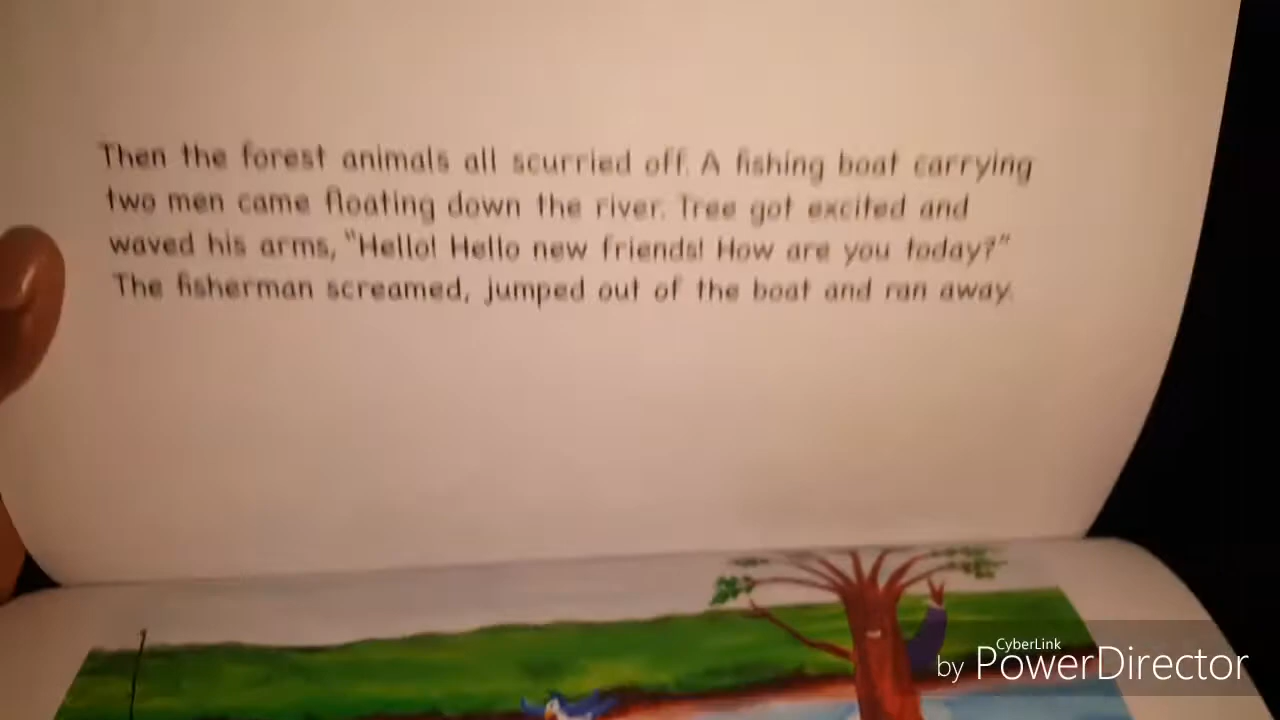 Then the forest animals all scurried off. A fishing boat carrying
two men came floating down the river. Tree got excited and
waved his arms, "Hello! Hello new friends! How are you today?"
The fisherman screamed, jumped out of the boat and ran away.
CyberLink
by PowerDirector